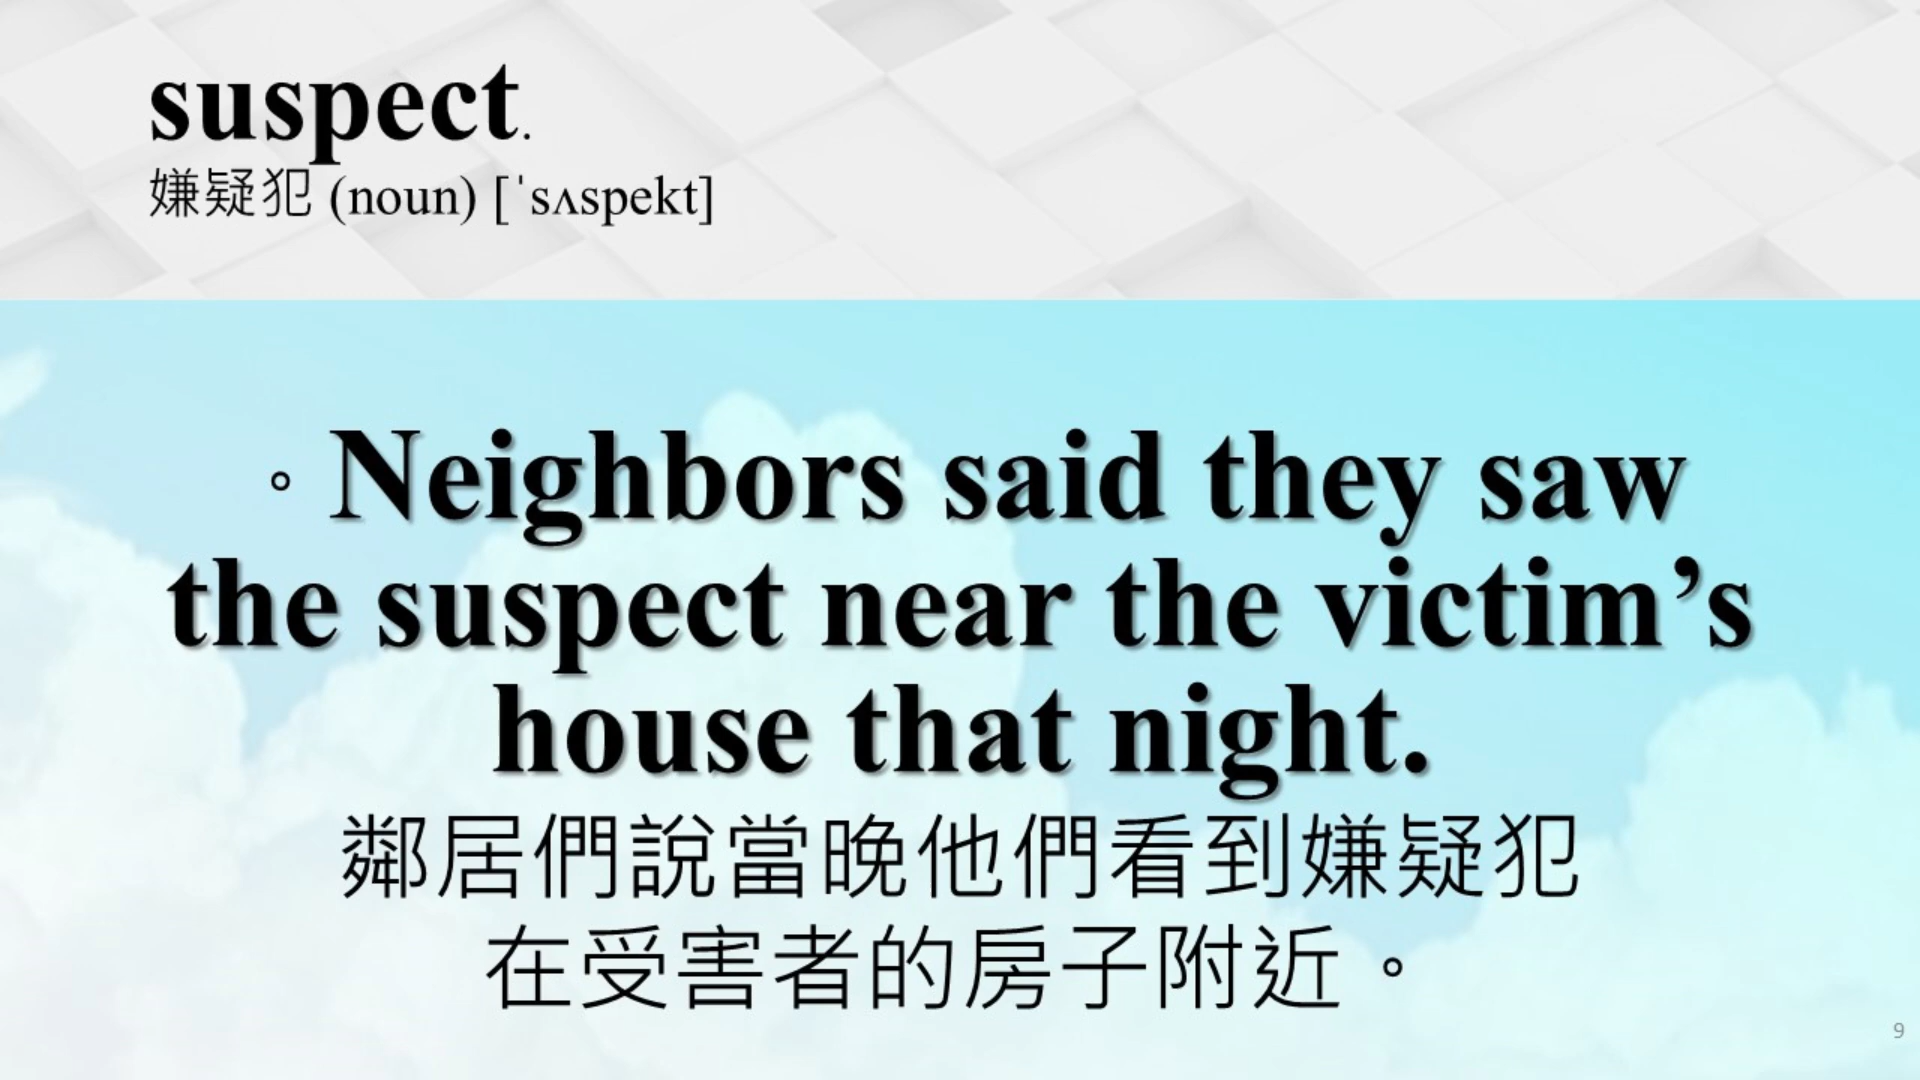 suspect.
嫌疑犯 (noun) [ˈsʌspekt]
。Neighbors said they saw
the suspect near the victim’s
house that night.
鄰居們說當晚他們看到嫌疑犯
在受害者的房子附近。
9